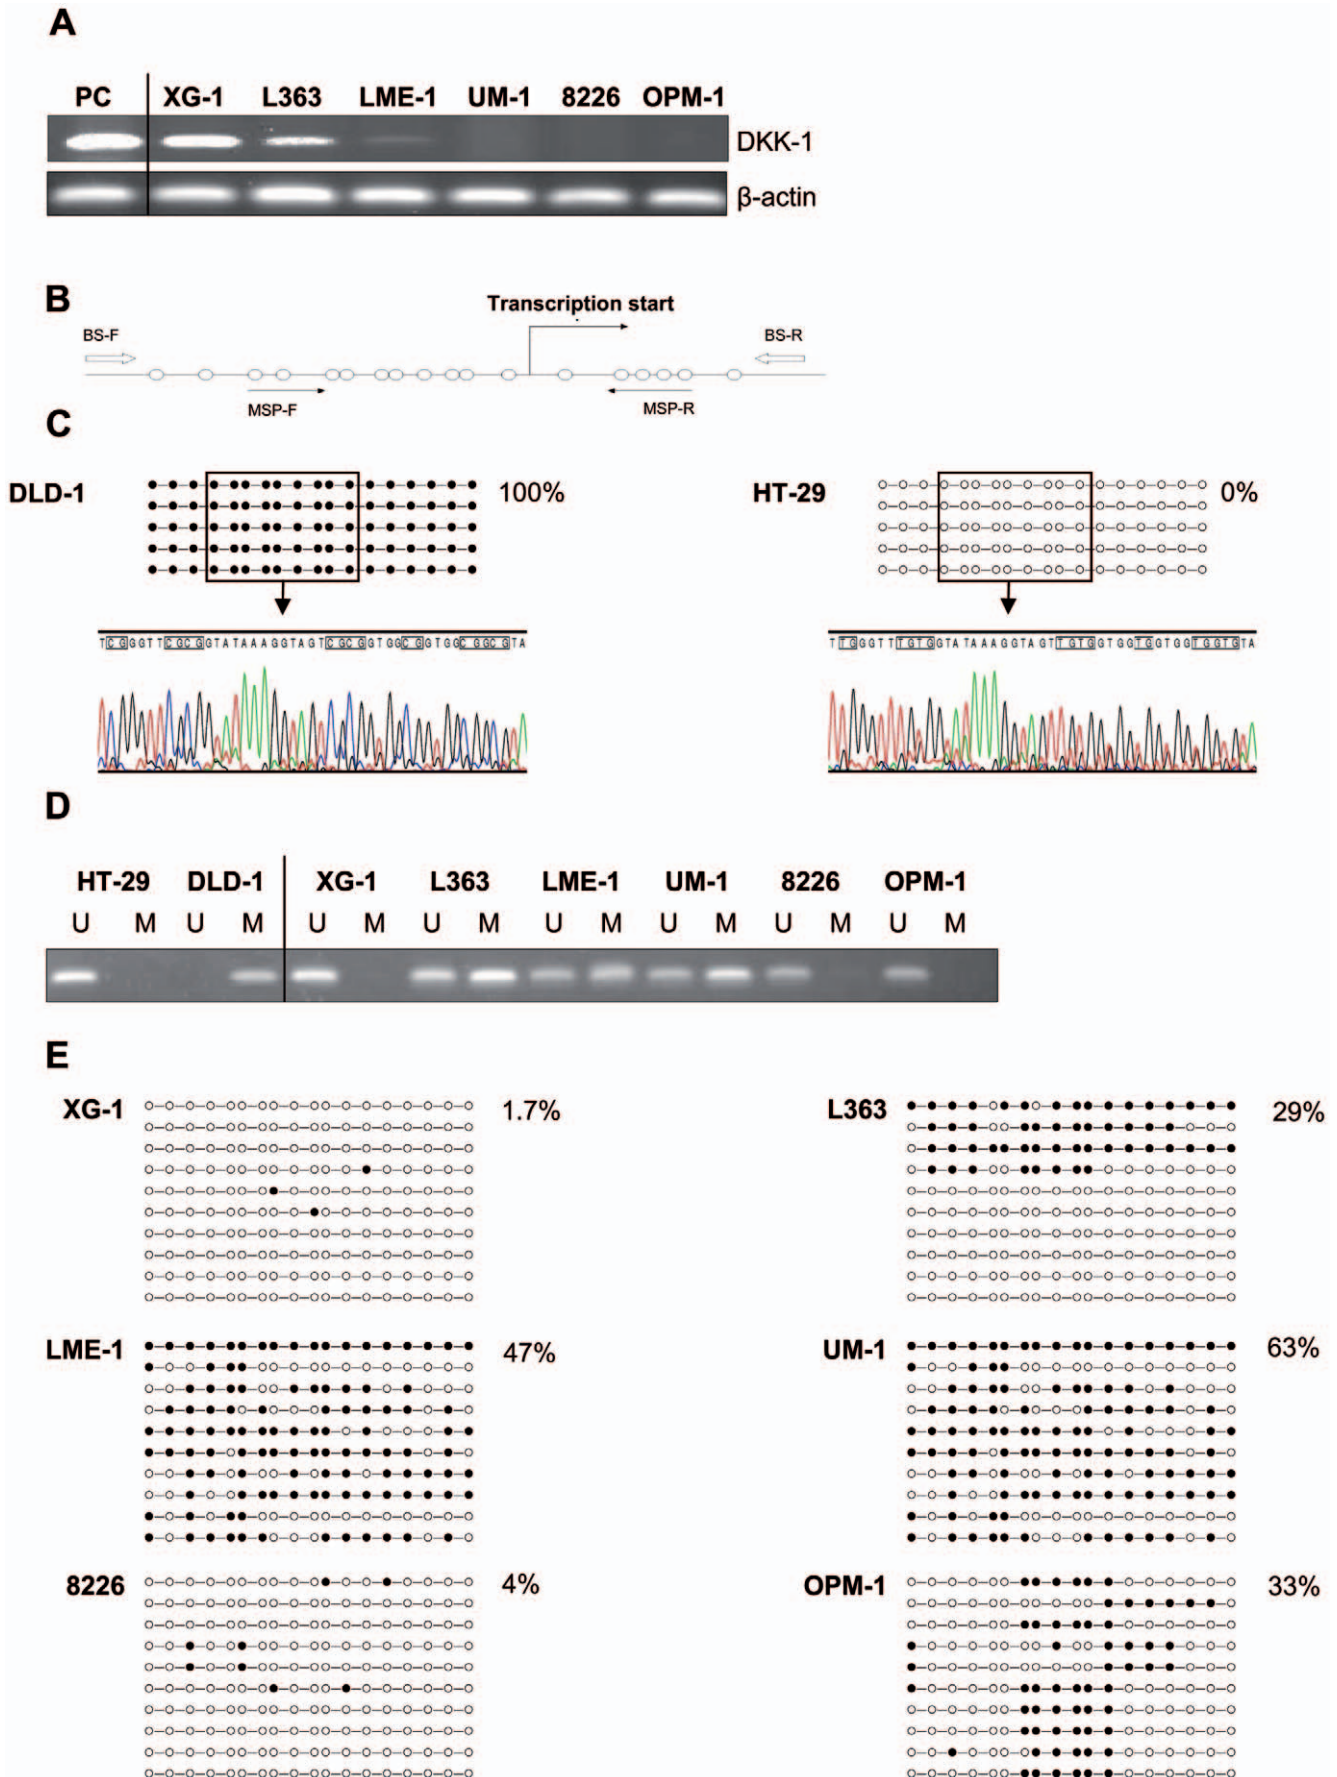 A
PC XG-1 L363 LME-1 UM-1 8226 OPM-1
DKK-1
β-actin
B
Transcription start
BS-F
BS-R
MSP-F
MSP-R
C
DLD-1
100%
HT-29
0%
TCGGGTTCGCGGTATAAAGGTAGTCGCGGTGGCGGTGGCGGCGTA
TTGGGTTTGTGGTATAAAGGTAGTTGTGGTGGTGGTGGTGGTGTA
D
HT-29 DLD-1 XG-1 L363 LME-1 UM-1 8226 OPM-1
U M U M U M U M U M U M U M U M
E
XG-1
1.7%
L363
29%
LME-1
47%
UM-1
63%
8226
4%
OPM-1
33%